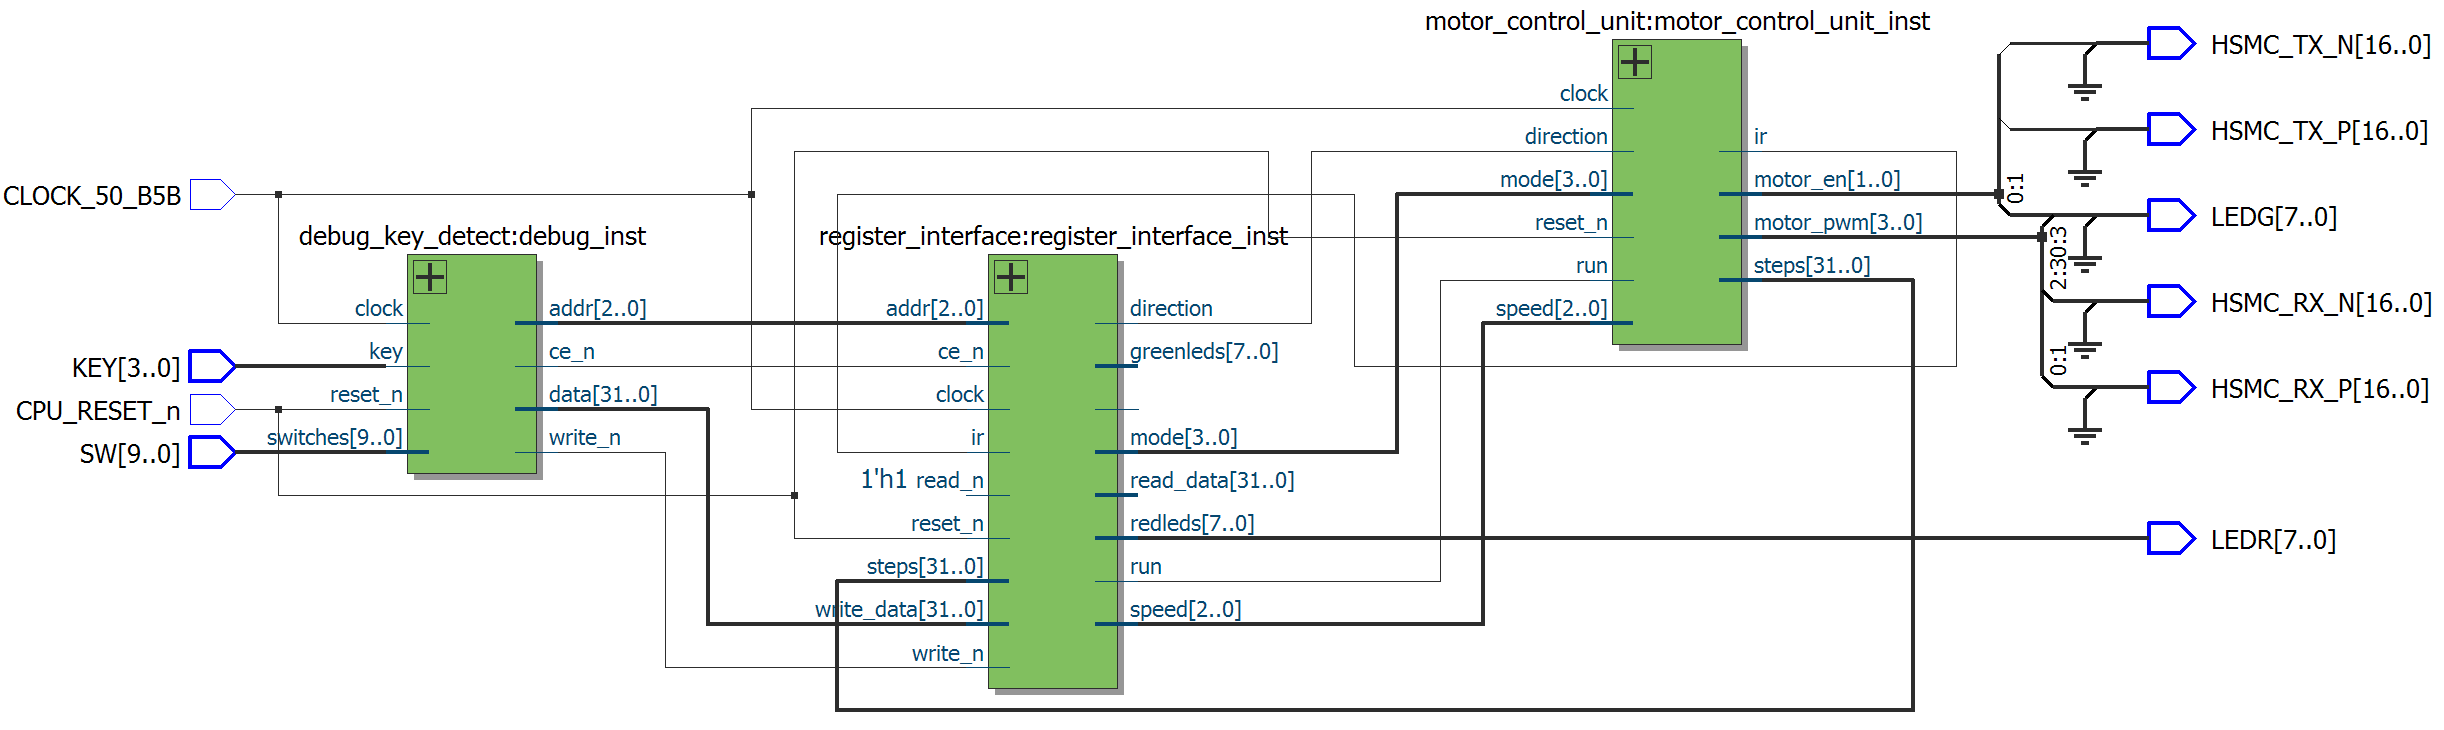 motor_control_unit:motor_control_unit_inst
HSMC_TX_N[16..0]
clock
direction
ir
HSMC_TX_P[16..0]
mode[3..0]
motor_en[1..0]
0:1
CLOCK_50_B5B
reset_n
motor_pwm[3..0]
LEDG[7..0]
debug_key_detect:debug_inst
register_interface:register_interface_inst
run
steps[31..0]
2:30:3
clock
addr[2..0]
addr[2..0]
direction
speed[2..0]
HSMC_RX_N[16..0]
KEY[3..0]
key
ce_n
ce_n
greenleds[7..0]
0:1
CPU_RESET_n
reset_n
data[31..0]
clock
HSMC_RX_P[16..0]
SW[9..0]
switches[9..0]
write_n
ir
mode[3..0]
1'h1 read_n
read_data[31..0]
reset_n
redleds[7..0]
LEDR[7..0]
steps[31..0]
run
write_data[31..0]
speed[2..0]
write_n